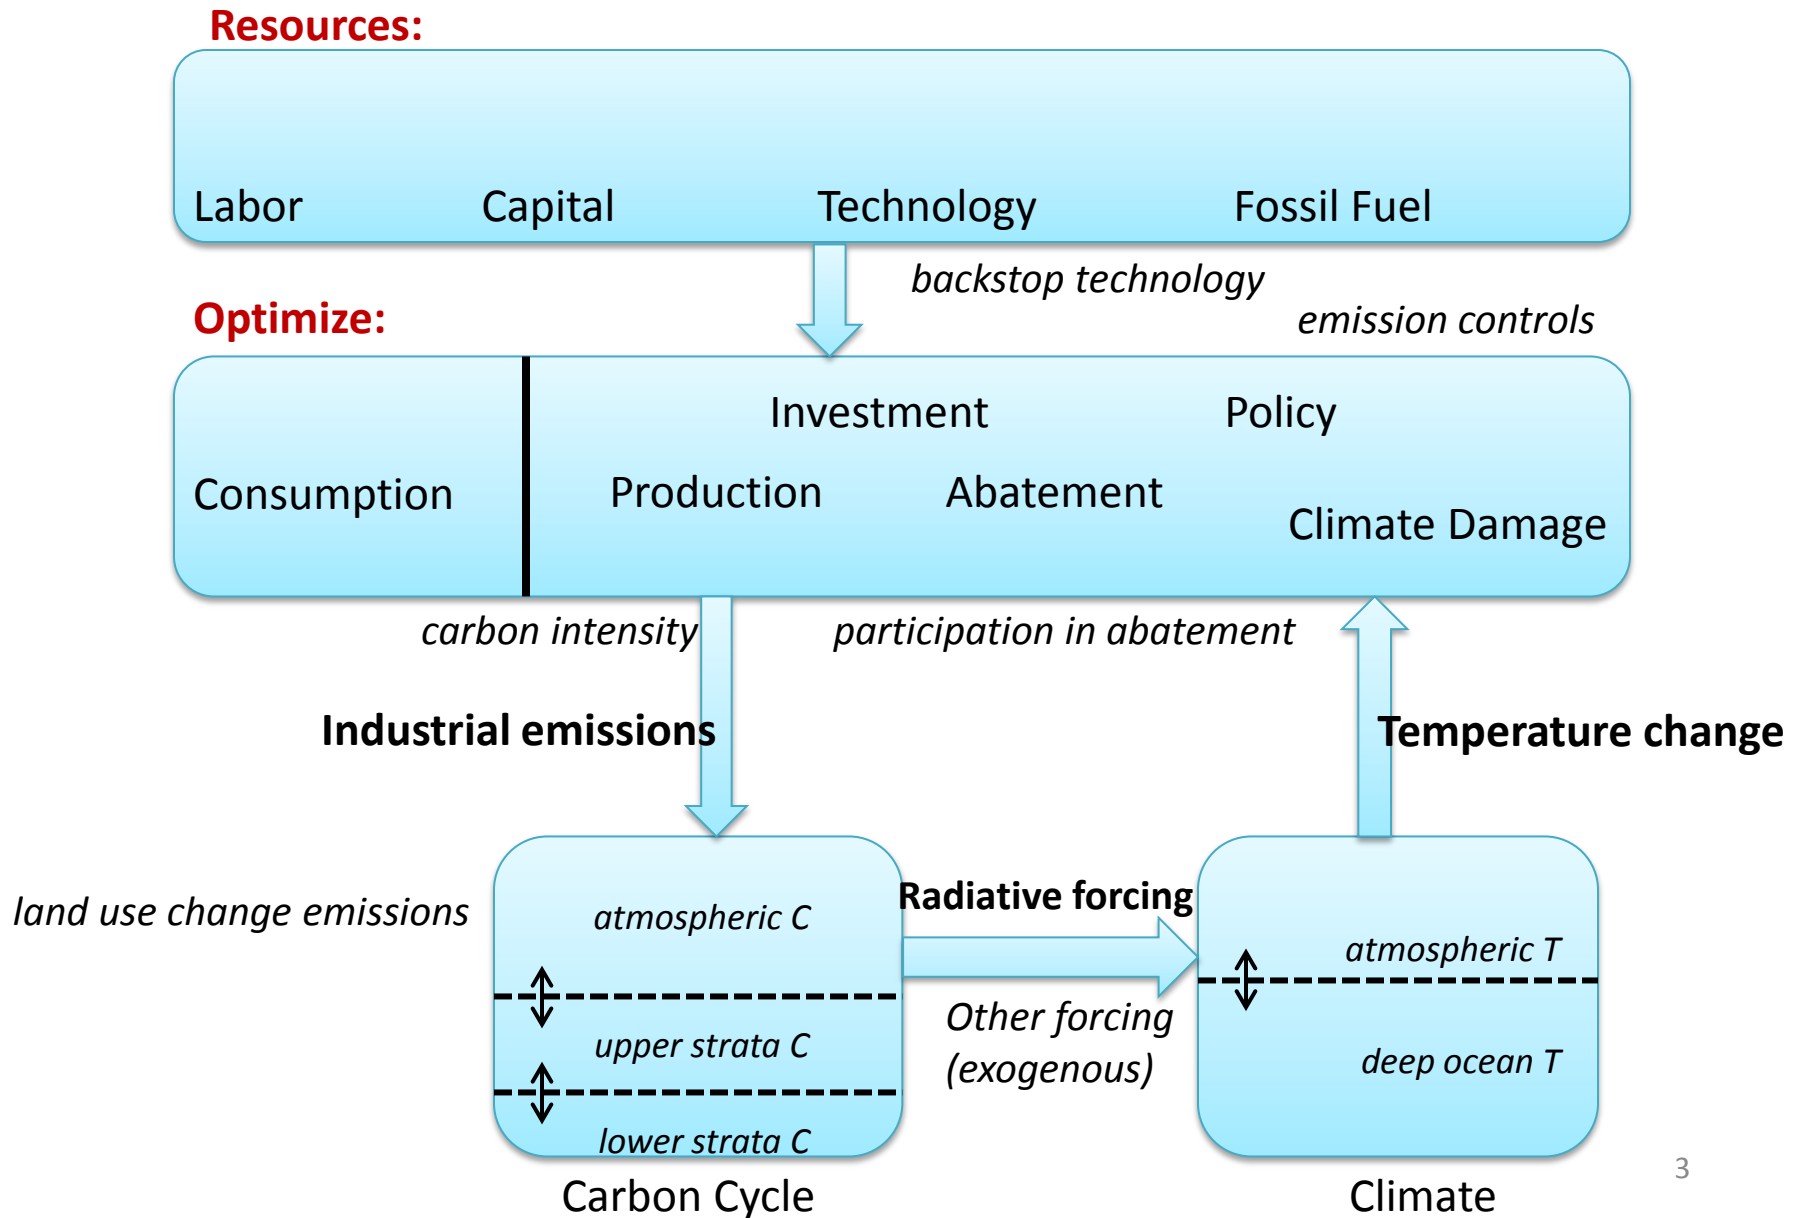 Resources:
Labor Capital Technology Fossil Fuel
backstop technology
Optimize:
emission controls
Investment Policy
Consumption Production Abatement
Climate Damage
carbon intensity participation in abatement
Industrial emissions Temperature change
land use change emissions
atmospheric C
Radiative forcing
atmospheric T
Other forcing
(exogenous)
upper strata C
deep ocean T
lower strata C
Carbon Cycle Climate
3